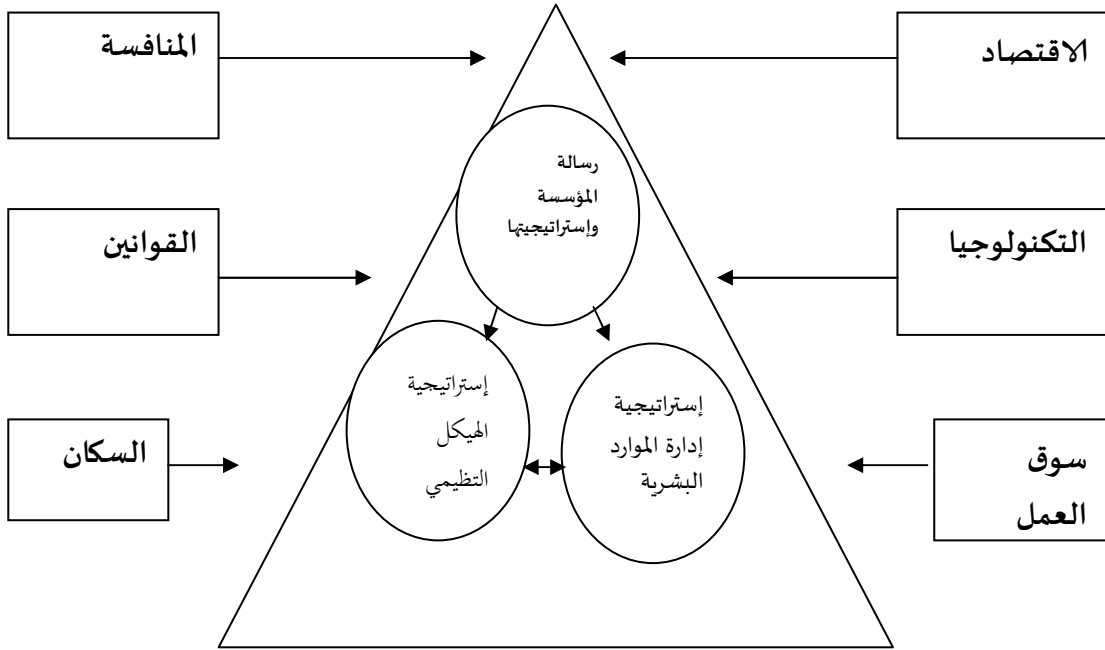 الاقتصاد
المنافسة
رسالة
المؤسسة
وإستراتيجيتها
التكنولوجيا
القوانين
إستراتيجية
إدارة الموارد
البشرية
إستراتيجية
الهيكل
التظيمي
سوق
العمل
السكان